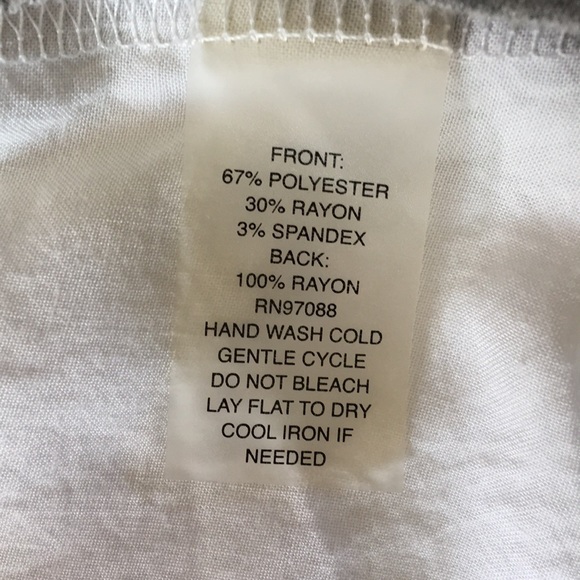 FRONT:
67% POLYESTER
30% RAYON
3% SPANDEX
BACK:
100% RAYON
RN97088
HAND WASH COLD
GENTLE CYCLE
DO NOT BLEACH
LAY FLAT TO DRY
COOL IRON IF
NEEDED